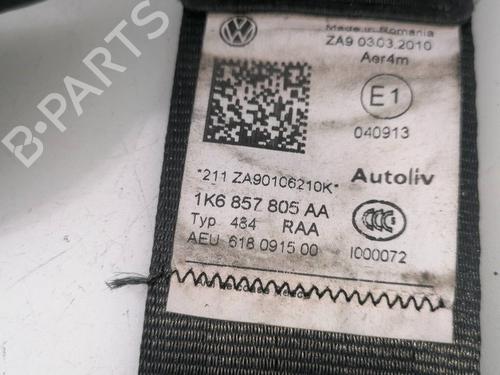 B-Parts
Made in Romania
ZA9 03.03.2010
Aer4m
E1
040913
*211 ZA90106210K*
Autoliv
1K6 857 805 AA
Typ 484 RAA
CCC
AEU 618 0915 00
I000072